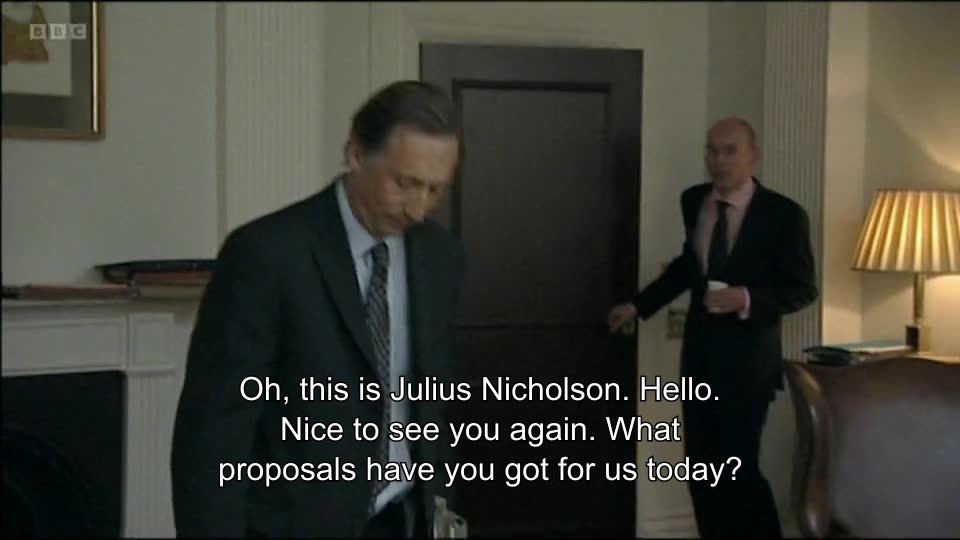 BBC
Oh, this is Julius Nicholson. Hello.
Nice to see you again. What
proposals have you got for us today?